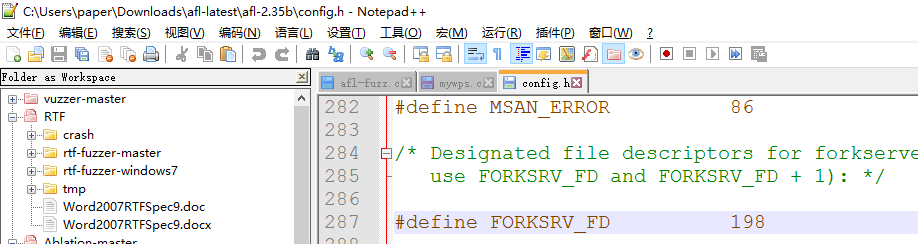 C:\Users\paper\Downloads\afl-latest\afl-2.35b\config.h - Notepad++
文件(F) 编辑(E) 搜索(S) 视图(V) 编码(N) 语言(L) 设置(T) 工具(O) 宏(M) 运行(R) 插件(P) 窗口(W) ?
Folder as Workspace
afl-fuzz.c mywps.c config.h
vuzzer-master
RTF
crash
rtf-fuzzer-master
rtf-fuzzer-windows7
tmp
Word2007RTFSpec9.doc
Word2007RTFSpec9.docx
Ablation-master
282 #define MSAN_ERROR 86
283
284 /* Designated file descriptors for forkserve
285 use FORKSRV_FD and FORKSRV_FD + 1): */
286
287 #define FORKSRV_FD 198